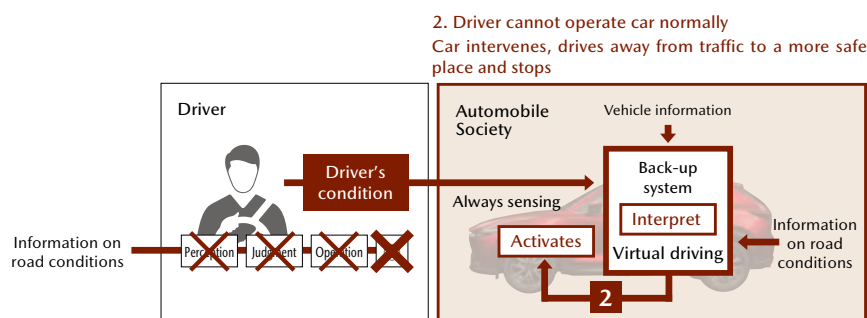 2. Driver cannot operate car normally
Car intervenes, drives away from traffic to a more safe
place and stops
Driver
Driver's
condition
Information on
road conditions
Perception
Judgment
Operation
Automobile
Society
Vehicle information
Back-up
system
Interpret
Virtual driving
Always sensing
Activates
Information
on road
conditions
2